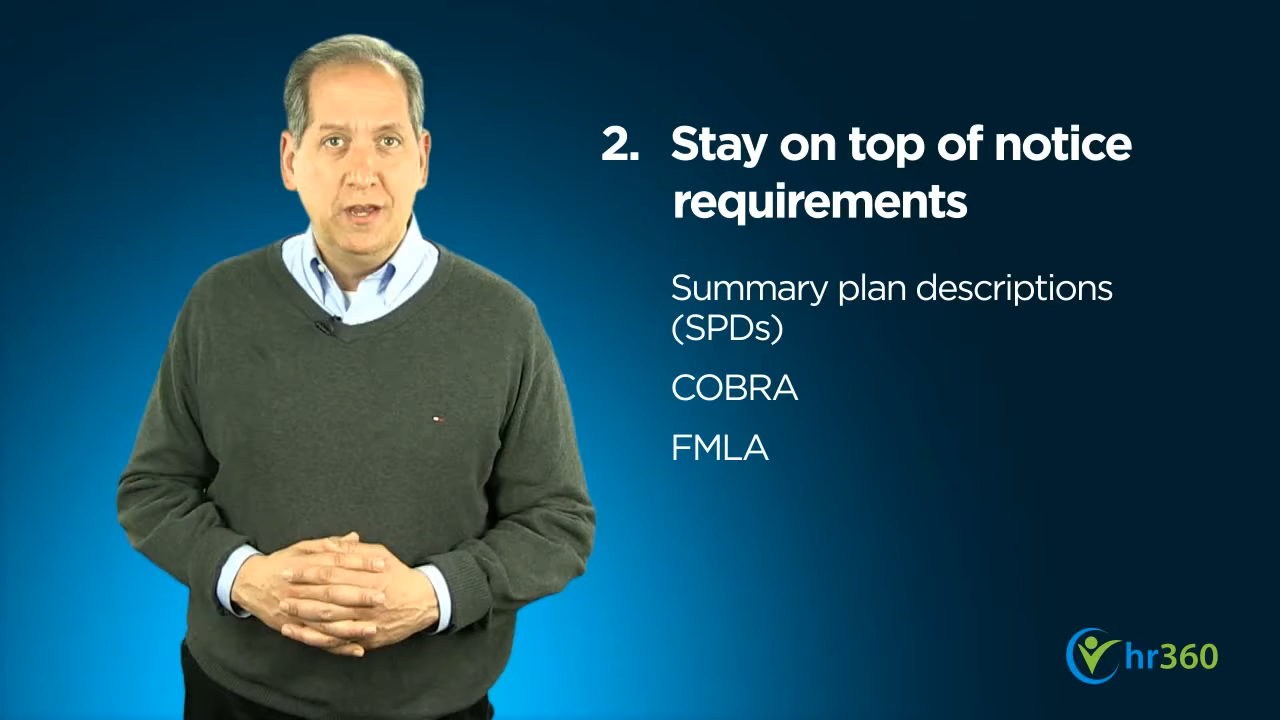 2. Stay on top of notice
requirements
Summary plan descriptions
(SPDs)
COBRA
FMLA
hr360